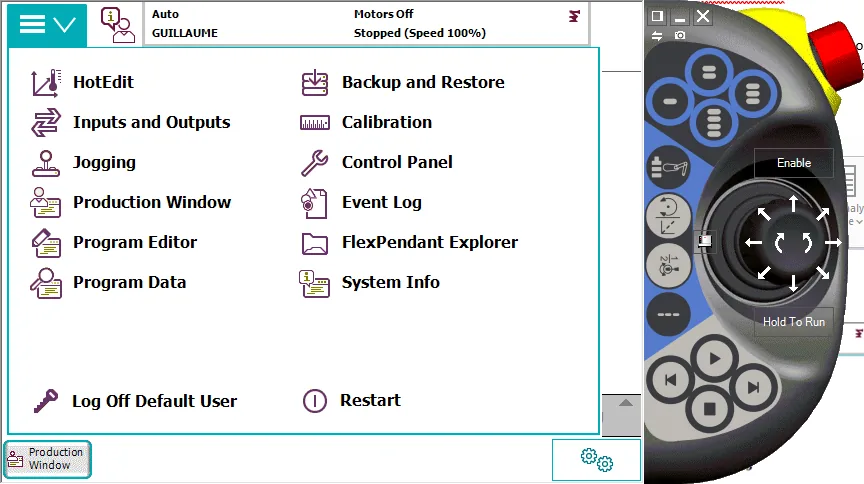 Auto
GUILLAUME
Motors Off
Stopped (Speed 100%)
HotEdit
Inputs and Outputs
Jogging
Production Window
Program Editor
Program Data
Backup and Restore
Calibration
Control Panel
Event Log
FlexPendant Explorer
System Info
Log Off Default User
Restart
Production
Window
Enable
Hold To Run